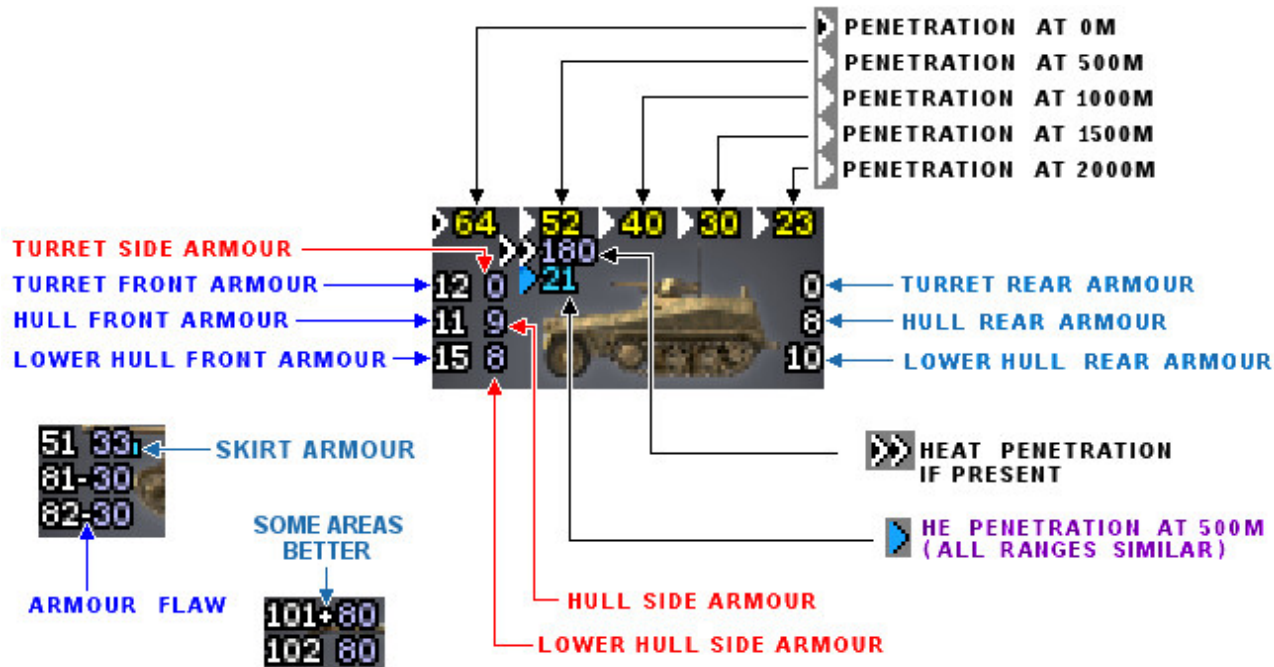 PENETRATION AT 0M
PENETRATION AT 500M
PENETRATION AT 1000M
PENETRATION AT 1500M
PENETRATION AT 2000M
64 52 40 30 23
180
21
TURRET SIDE ARMOUR
TURRET FRONT ARMOUR
12 0
0
TURRET REAR ARMOUR
HULL FRONT ARMOUR
11 9
8
HULL REAR ARMOUR
LOWER HULL FRONT ARMOUR
15 8
10
LOWER HULL REAR ARMOUR
51 33
81-30
82-30
SKIRT ARMOUR
HEAT PENETRATION
IF PRESENT
SOME AREAS
BETTER
HE PENETRATION AT 500M
(ALL RANGES SIMILAR)
ARMOUR FLAW
101+80
102 80
HULL SIDE ARMOUR
LOWER HULL SIDE ARMOUR